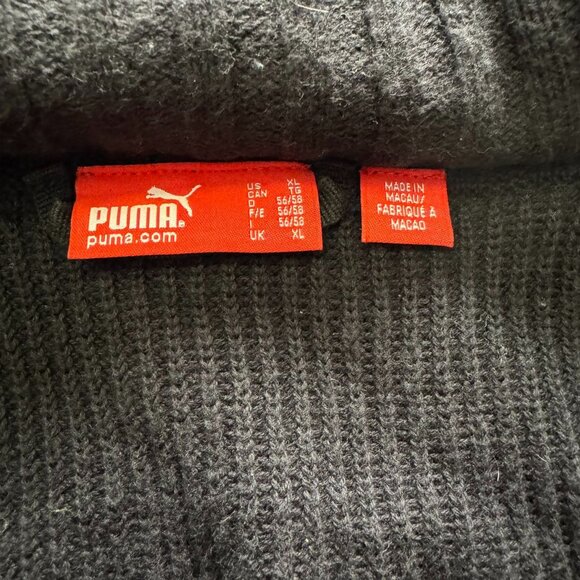 PUMA®
puma.com
US XL
CAN TG
D 56/58
F/E 56/58
I 56/58
UK XL
MADE IN
MACAU/
FABRIQUÉ À
MACAO